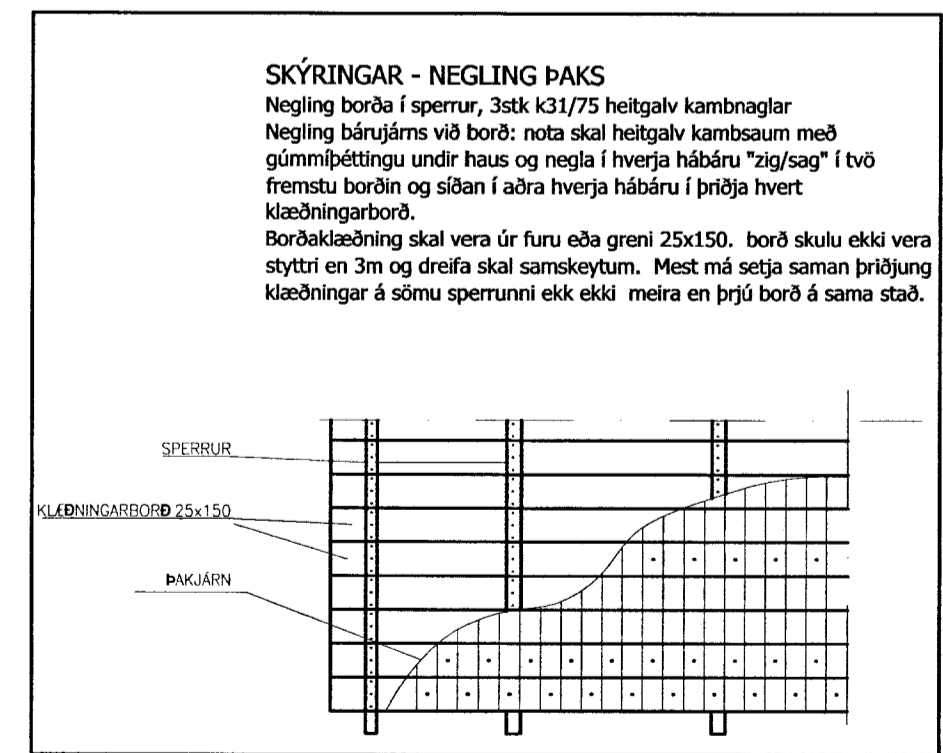 SKÝRINGAR - NEGLING ÞAKS
Negling borða í sperrur, 3stk k31/75 heitgalv kambnaglar
Negling bárujárns við borð: nota skal heitgalv kambsaum með
gúmmíþéttingu undir haus og negla í hverja hábáru "zig/sag" í tvö
fremstu borðin og síðan í aðra hverja hábáru í þriðja hvert
klæðningarborð.
Borðaklæðning skal vera úr furu eða greni 25x150. borð skulu ekki vera
styttri en 3m og dreifa skal samskeytum. Mest má setja saman þriðjung
klæðningar á sömu sperrunni ekk ekki meira en þrjú borð á sama stað.
SPERRUR
KLÆÐNINGARBORÐ 25x150
ÞAKJÁRN